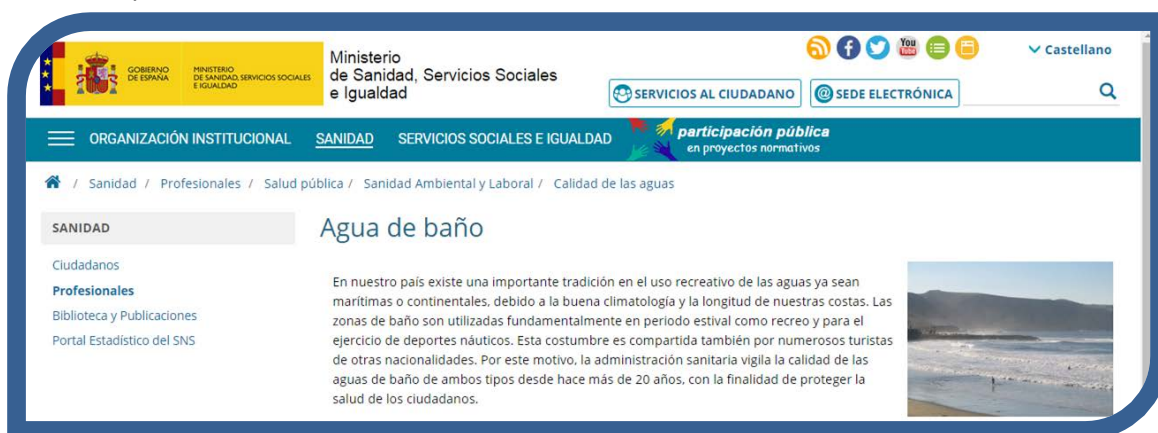 GOBIERNO
DE ESPAÑA
MINISTERIO
DE SANIDAD, SERVICIOS SOCIALES
E IGUALDAD
Ministerio
de Sanidad, Servicios Sociales
e Igualdad
You
Tube
Castellano
SERVICIOS AL CIUDADANO
@ SEDE ELECTRÓNICA
ORGANIZACIÓN INSTITUCIONAL SANIDAD SERVICIOS SOCIALES E IGUALDAD
participación pública
en proyectos normativos
/ Sanidad / Profesionales / Salud pública / Sanidad Ambiental y Laboral / Calidad de las aguas
SANIDAD
Ciudadanos
Profesionales
Biblioteca y Publicaciones
Portal Estadístico del SNS
Agua de baño
En nuestro país existe una importante tradición en el uso recreativo de las aguas ya sean
marítimas o continentales, debido a la buena climatología y la longitud de nuestras costas. Las
zonas de baño son utilizadas fundamentalmente en periodo estival como recreo y para el
ejercicio de deportes náuticos. Esta costumbre es compartida también por numerosos turistas
de otras nacionalidades. Por este motivo, la administración sanitaria vigila la calidad de las
aguas de baño de ambos tipos desde hace más de 20 años, con la finalidad de proteger la
salud de los ciudadanos.